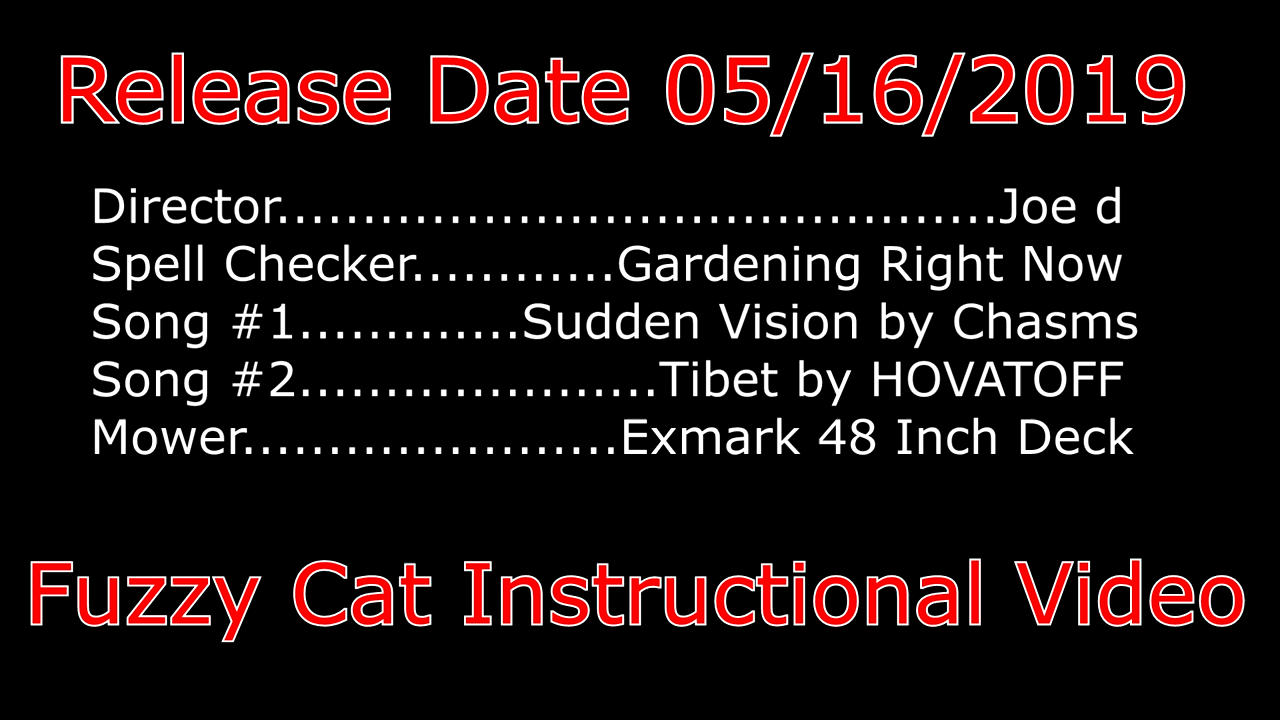 Release Date 05/16/2019
Director..........................................Joe d
Spell Checker............Gardening Right Now
Song #1.............Sudden Vision by Chasms
Song #2.....................Tibet by HOVATOFF
Mower......................Exmark 48 Inch Deck
Fuzzy Cat Instructional Video